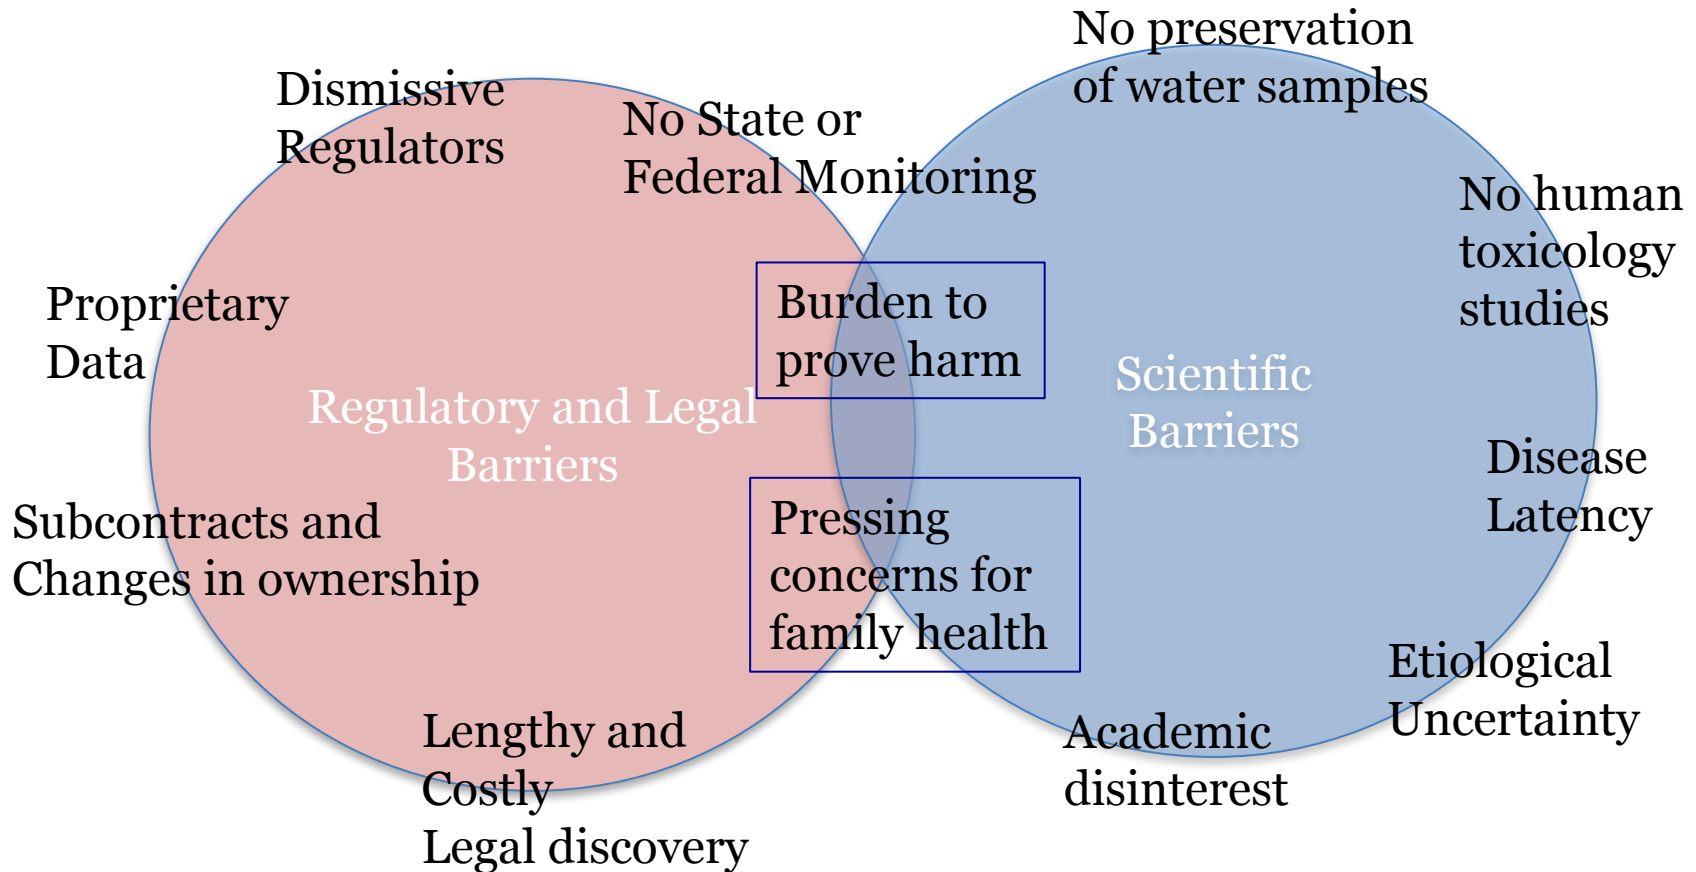 No preservation
of water samples
Dismissive
Regulators
No State or
Federal Monitoring
No human
toxicology
studies
Proprietary
Data
Burden to
prove harm
Scientific
Barriers
Regulatory and Legal
Barriers
Disease
Latency
Subcontracts and
Changes in ownership
Pressing
concerns for
family health
Etiological
Uncertainty
Lengthy and
Costly
Legal discovery
Academic
disinterest